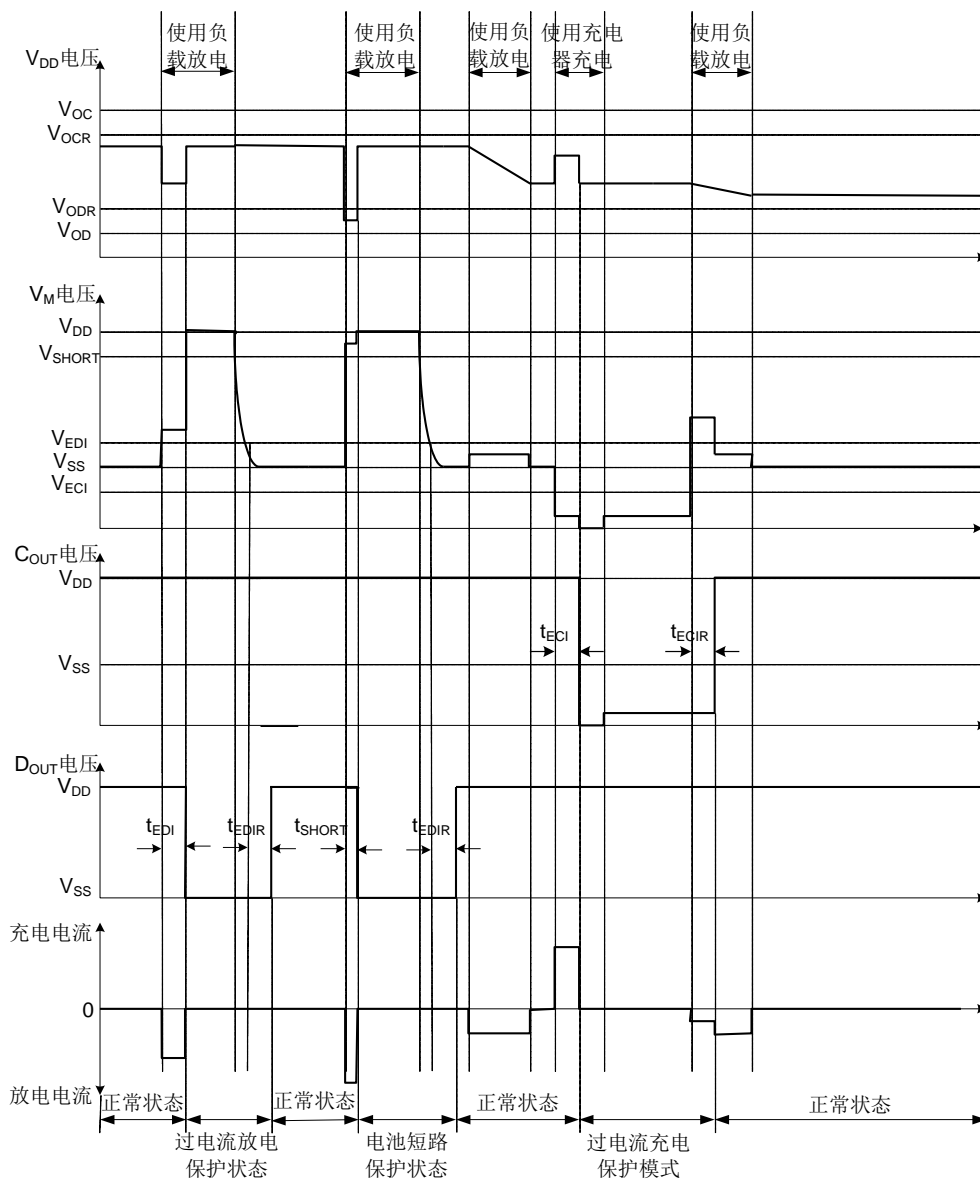 使用负
载放电
使用负
载放电
使用负
载放电
使用充电
器充电
使用负
载放电
VDD电压
VOC
VOCR
VODR
VOD
VM电压
VDD
VSHORT
VEDI
VSS
VECI
COUT电压
VDD
tECI
tECIR
VSS
DOUT电压
VDD
tEDI
tEDIR
tSHORT
tEDIR
VSS
充电电流
0
放电电流
正常状态
正常状态
正常状态
正常状态
过电流放电
保护状态
电池短路
保护状态
过电流充电
保护模式